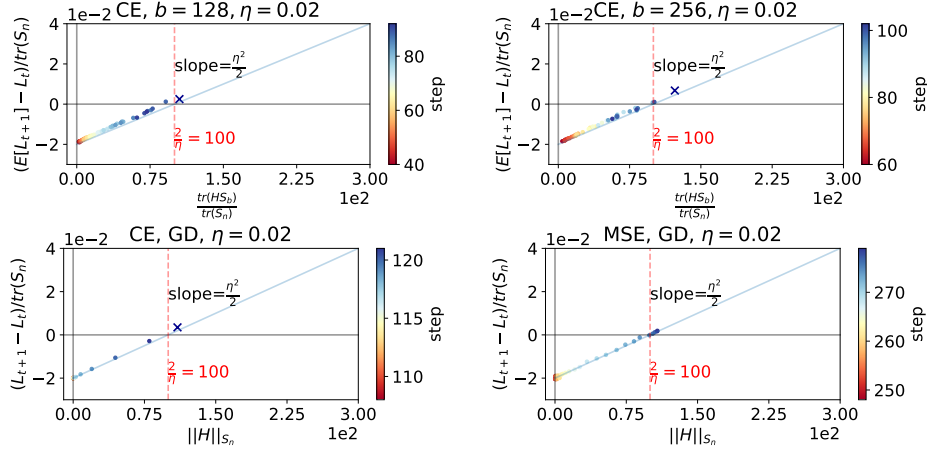 CE, b = 128, η = 0.02
1e−2
(E[L_{t+1}] − L_t)/tr(S_n)
4
2
0
−2
slope=η²/2
2/η = 100
0.00 0.75 1.50 2.25 3.00
1e2
tr(HS_b)/tr(S_n)
80
60
40
step
CE, b = 256, η = 0.02
1e−2
(E[L_{t+1}] − L_t)/tr(S_n)
4
2
0
−2
slope=η²/2
2/η = 100
0.00 0.75 1.50 2.25 3.00
1e2
tr(HS_b)/tr(S_n)
100
80
60
step
CE, GD, η = 0.02
1e−2
(L_{t+1} − L_t)/tr(S_n)
4
2
0
−2
slope=η²/2
2/η = 100
0.00 0.75 1.50 2.25 3.00
1e2
||H||_{S_n}
120
115
110
step
MSE, GD, η = 0.02
1e−2
(L_{t+1} − L_t)/tr(S_n)
4
2
0
−2
slope=η²/2
2/η = 100
0.00 0.75 1.50 2.25 3.00
1e2
||H||_{S_n}
270
260
250
step